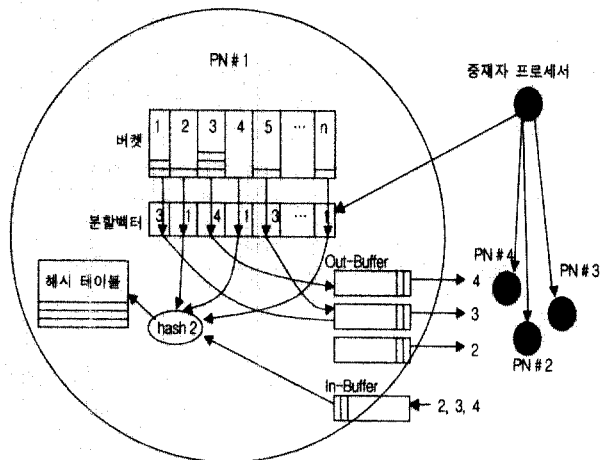 PN # 1
중재자 프로세서
1 2 3 4 5 ··· n
버켓
분할벡터
3 1 4 1 3 ··· 1
Out-Buffer
PN # 4
PN # 3
해시 테이블
4
hash 2
3
2
PN # 2
In-Buffer
2, 3, 4